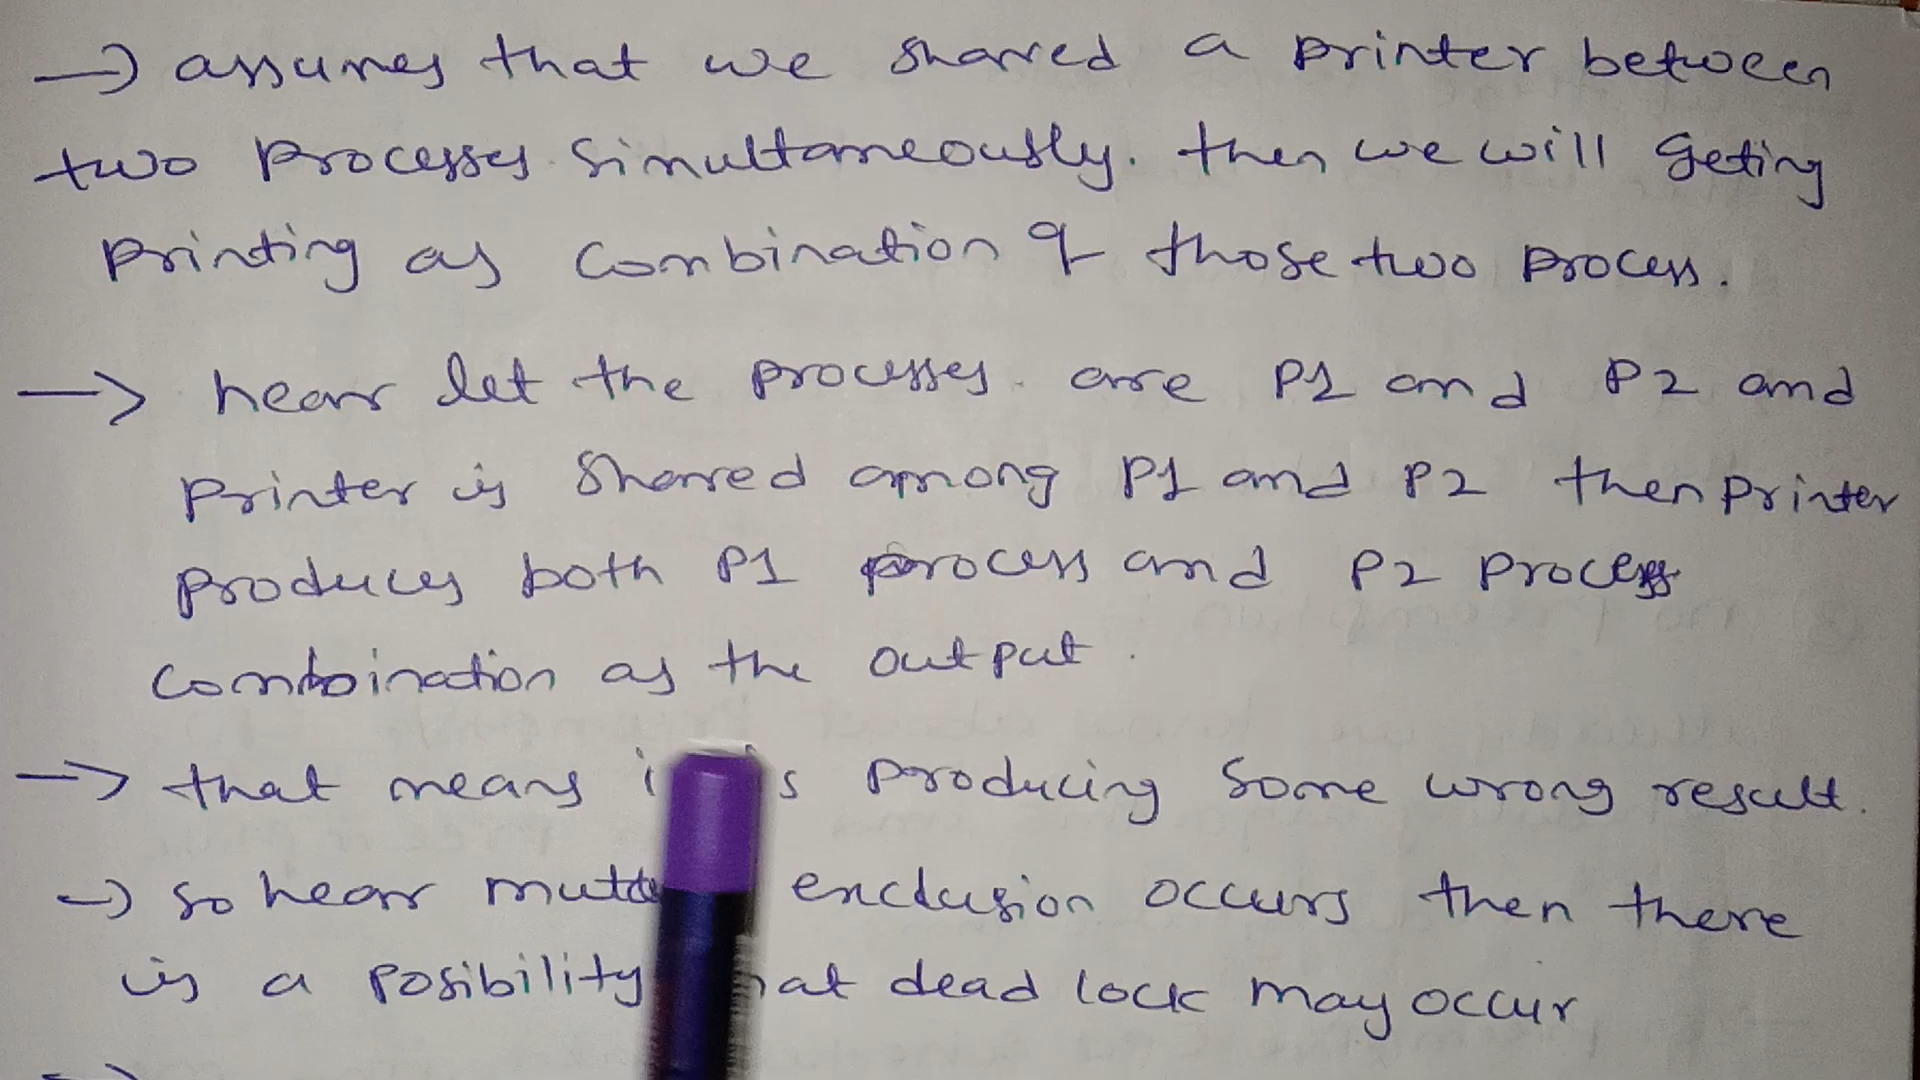 → assumes that we shared a printer between
two processes simultaneously. then we will geting
printing as combination of those two process.
→ hear let the processes are P1 and P2 and
printer is shared among P1 and P2 then printer
produces both P1 process and P2 process
combination as the output.
→ that means is producing some wrong result.
→ so hear exclusion occurs then there
is a posibility dead lock may occur